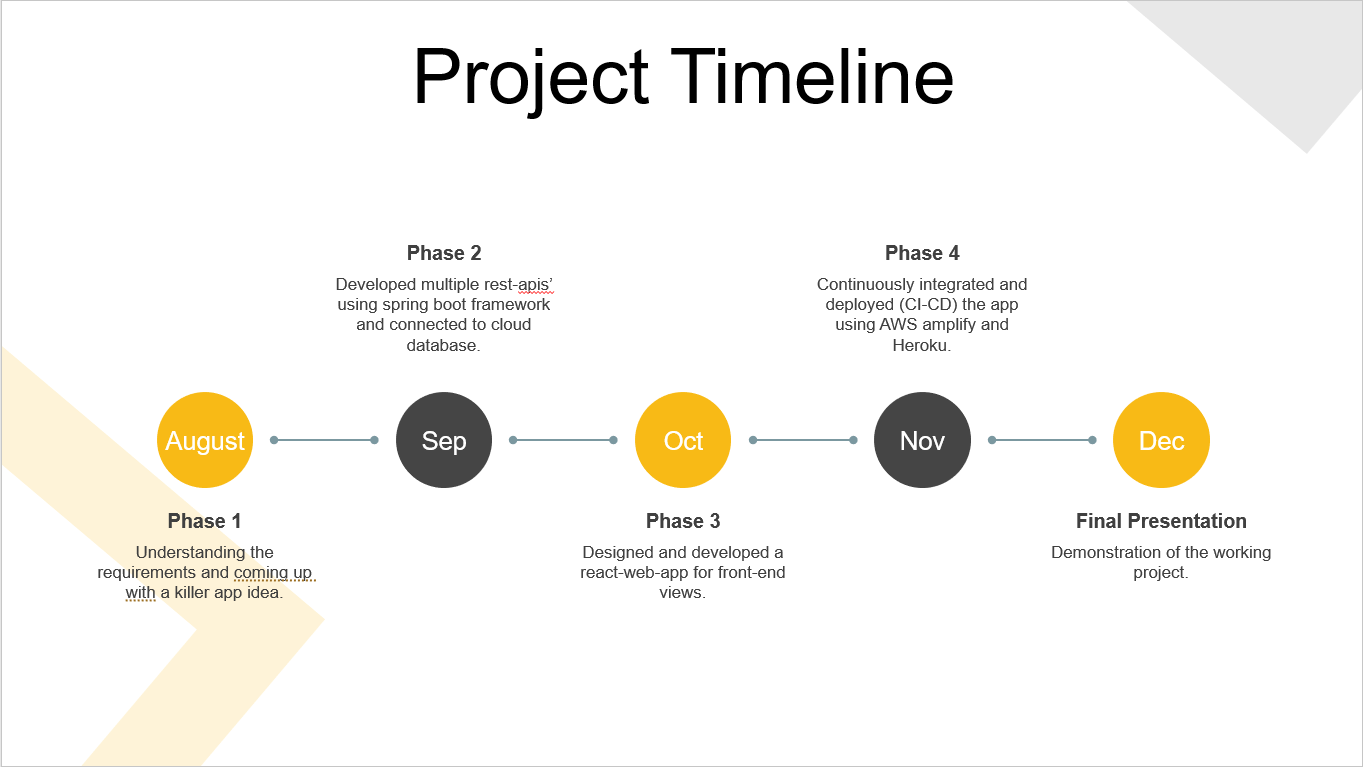 Project Timeline
Phase 2
Developed multiple rest-apis’
using spring boot framework
and connected to cloud
database.
Phase 4
Continuously integrated and
deployed (CI-CD) the app
using AWS amplify and
Heroku.
August
Sep
Oct
Nov
Dec
Phase 1
Understanding the
requirements and coming up
with a killer app idea.
Phase 3
Designed and developed a
react-web-app for front-end
views.
Final Presentation
Demonstration of the working
project.